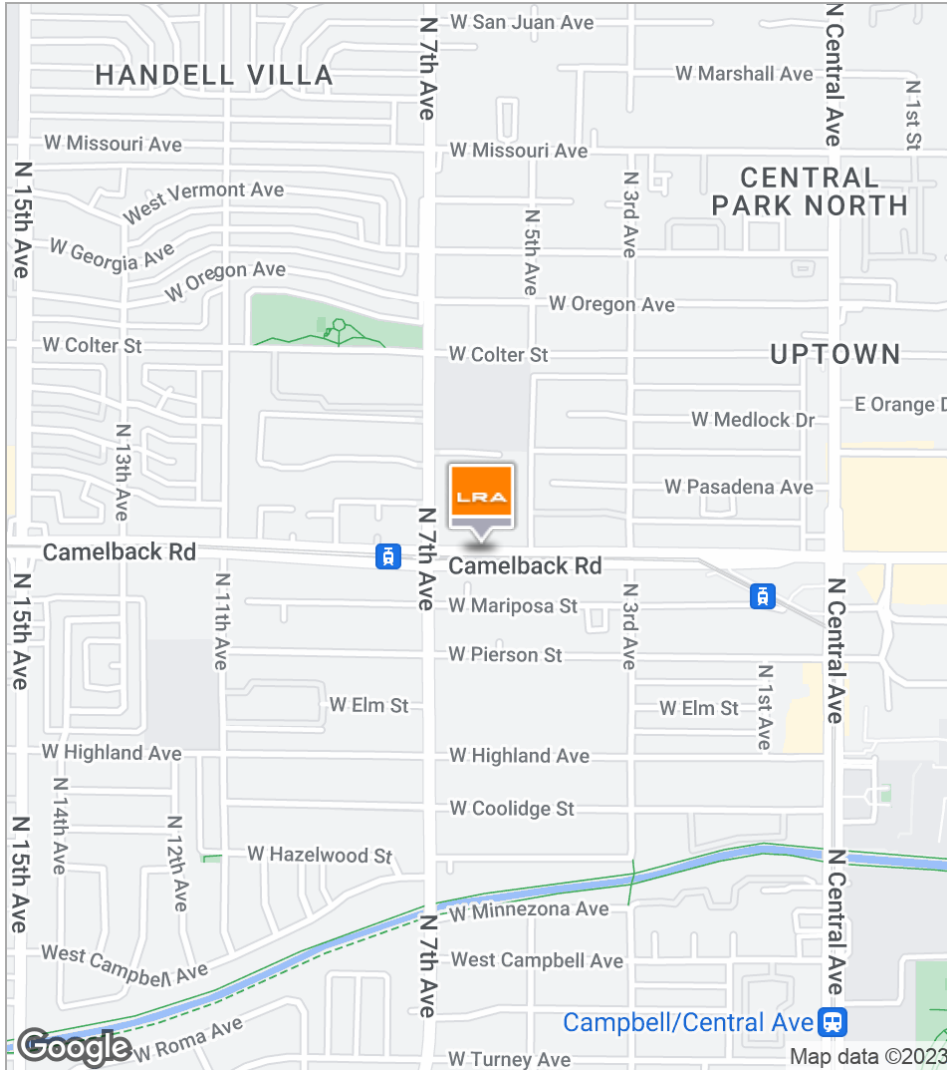 W San Juan Ave
N 7th Ave
N Central Ave
HANDELL VILLA
W Marshall Ave
N 1st St
W Missouri Ave
W Missouri Ave
N 15th Ave
West Vermont Ave
N 3rd Ave
CENTRAL
PARK NORTH
N 5th Ave
W Georgia Ave
W Oregon Ave
W Oregon Ave
W Colter St
W Colter St
UPTOWN
E Orange D
W Medlock Dr
N 13th Ave
W Pasadena Ave
LRA
N 7th Ave
Camelback Rd
Camelback Rd
N 15th Ave
N 11th Ave
W Mariposa St
N 3rd Ave
N Central Ave
W Pierson St
N 1st Ave
W Elm St
W Elm St
W Highland Ave
W Highland Ave
N 14th Ave
W Coolidge St
N 15th Ave
N 12th Ave
W Hazelwood St
N Central Ave
W Minnezona Ave
N 7th Ave
West Campbell Ave
West Campbell Ave
Campbell/Central Ave
Google
W Roma Ave
W Turney Ave
Map data ©2023